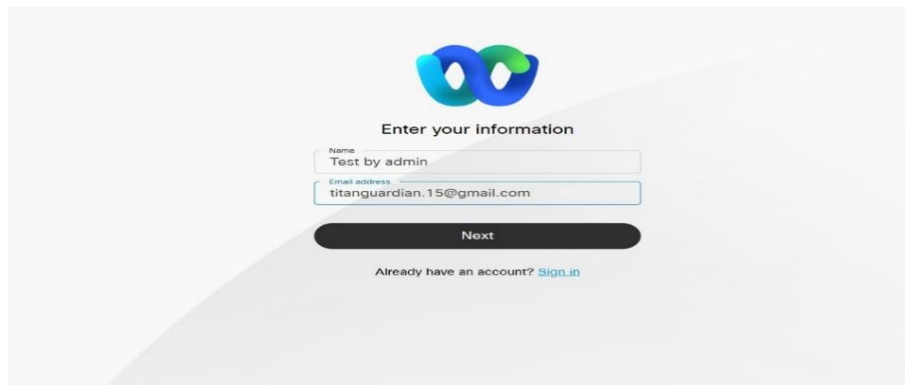 Enter your information
Name
Test by admin
Email address
titanguardian.15@gmail.com
Next
Already have an account? Sign in